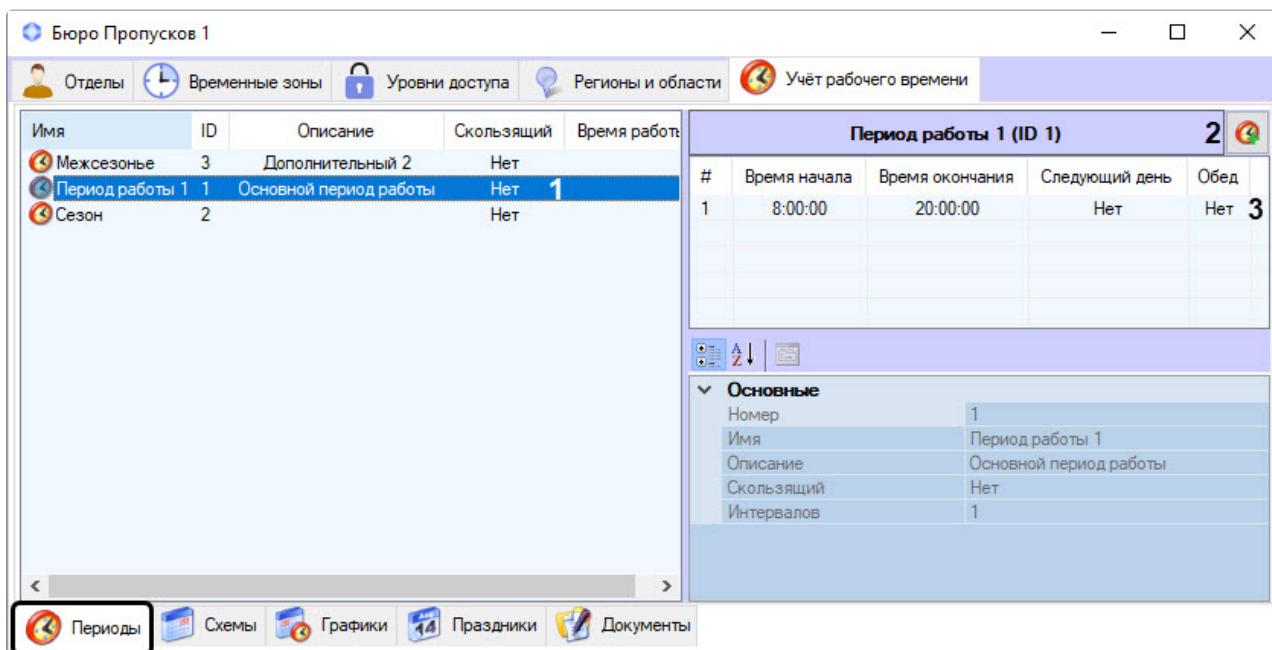 Бюро Пропусков 1
Отделы Временные зоны Уровни доступа Регионы и области Учёт рабочего времени
Имя ID Описание Скользящий Время работь
Межсезонье 3 Дополнительный 2 Нет
Период работы 1 1 Основной период работы Нет 1
Сезон 2 Нет
Период работы 1 (ID 1) 2
# Время начала Время окончания Следующий день Обед
1 8:00:00 20:00:00 Нет Нет 3
Основные
Номер 1
Имя Период работы 1
Описание Основной период работы
Скользящий Нет
Интервалов 1
Периоды Схемы Графики 14 Праздники Документы